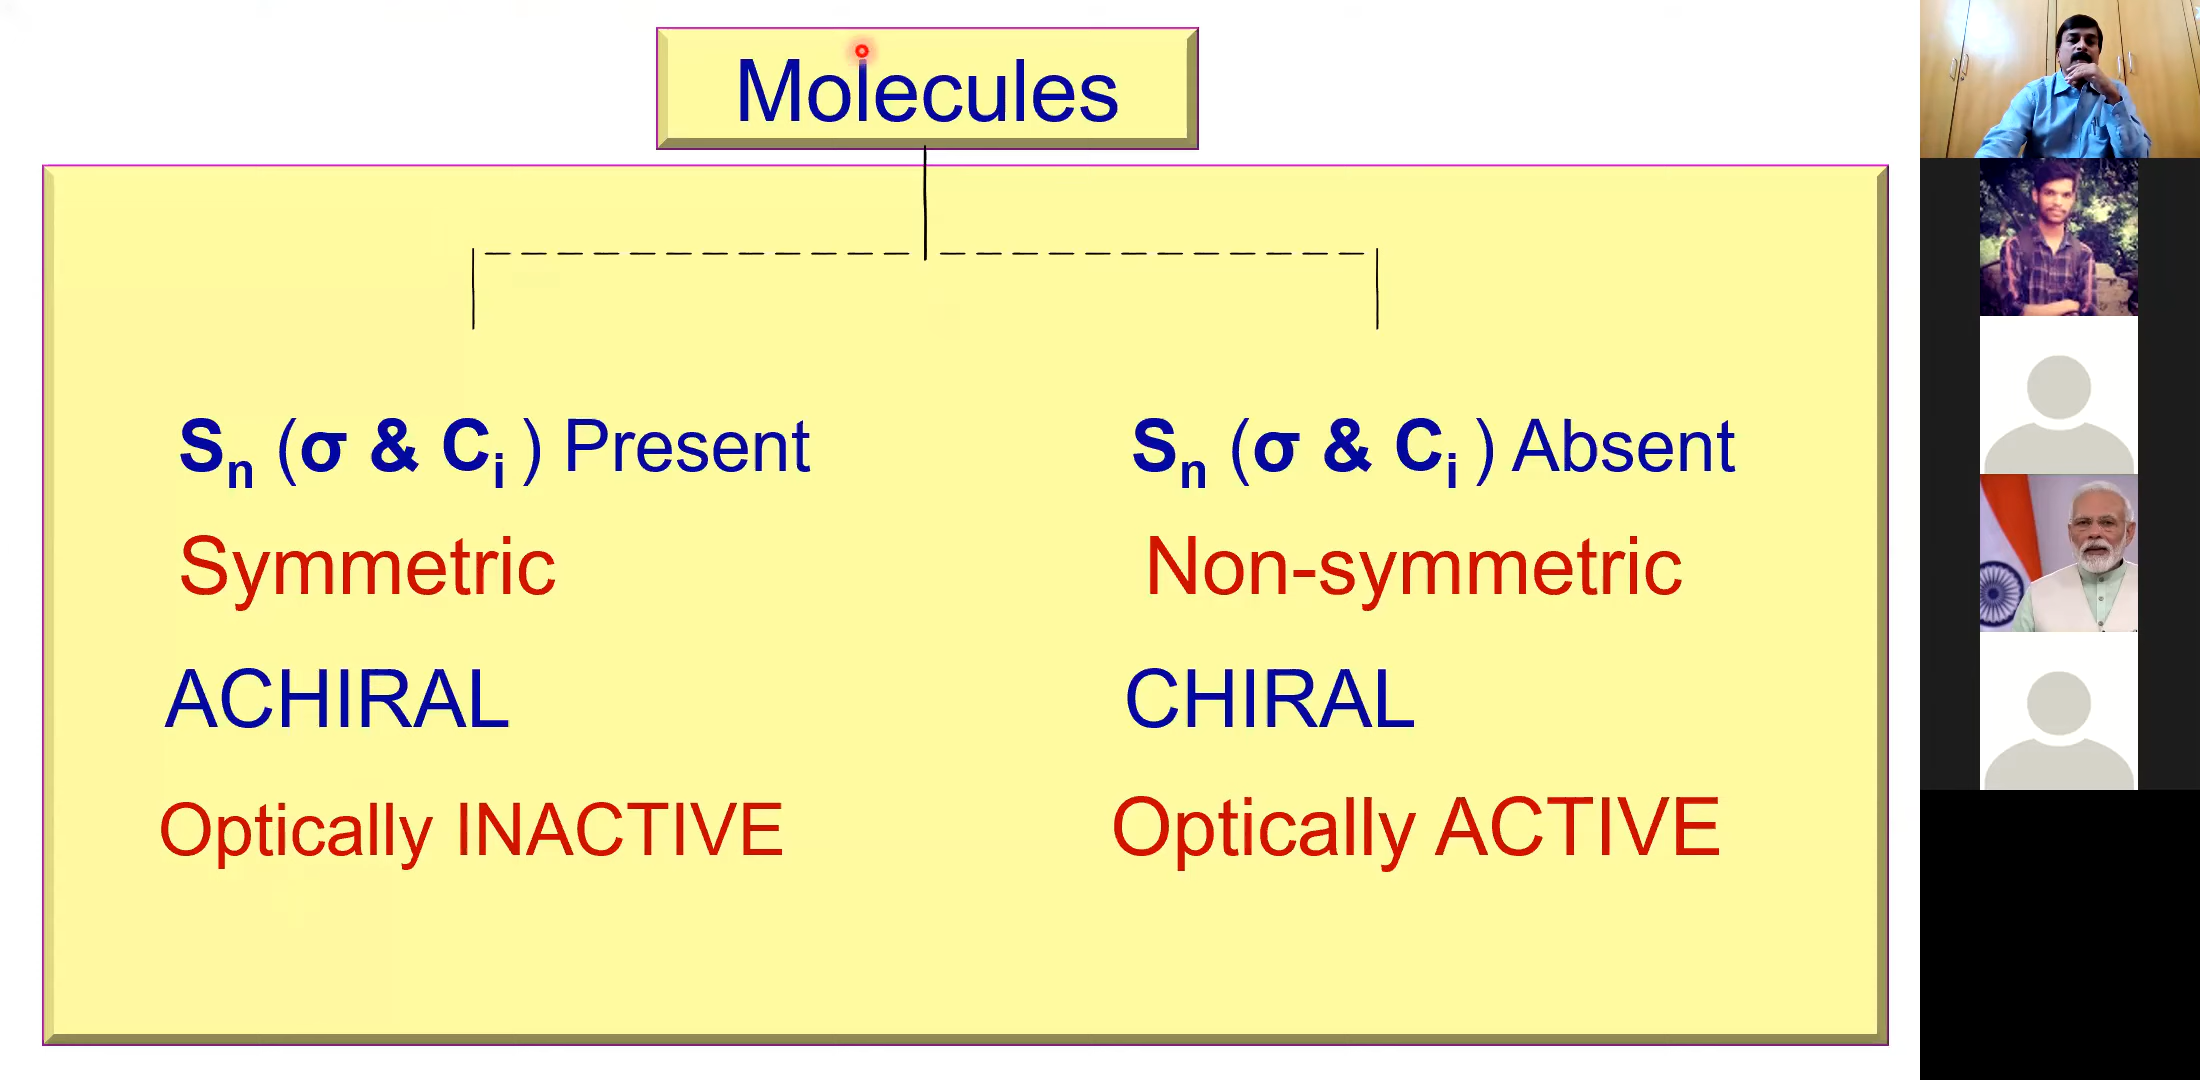 Molecules
Sₙ (σ & Cᵢ ) Present
Sₙ (σ & Cᵢ ) Absent
Symmetric
Non-symmetric
ACHIRAL
CHIRAL
Optically INACTIVE
Optically ACTIVE